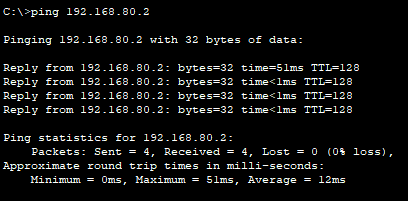 C:\>ping 192.168.80.2
Pinging 192.168.80.2 with 32 bytes of data:
Reply from 192.168.80.2: bytes=32 time=51ms TTL=128
Reply from 192.168.80.2: bytes=32 time<1ms TTL=128
Reply from 192.168.80.2: bytes=32 time<1ms TTL=128
Reply from 192.168.80.2: bytes=32 time<1ms TTL=128
Ping statistics for 192.168.80.2:
    Packets: Sent = 4, Received = 4, Lost = 0 (0% loss),
Approximate round trip times in milli-seconds:
    Minimum = 0ms, Maximum = 51ms, Average = 12ms